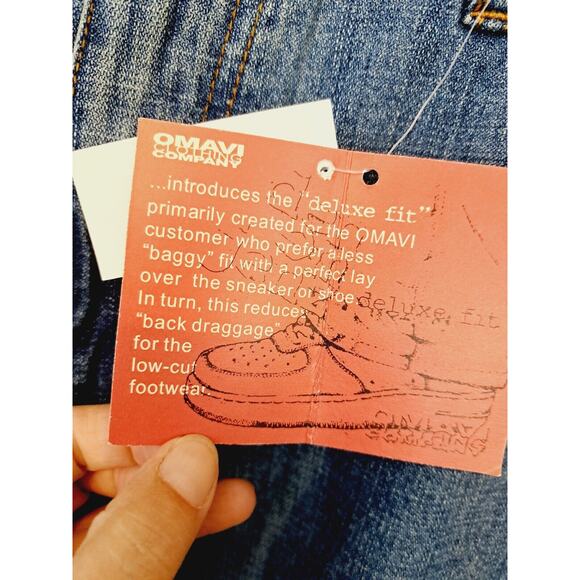 OMAVI
CLOTHING
COMPANY
...introduces the "deluxe fit"
primarily created for the OMAVI
customer who prefer a less
"baggy" fit with a perfect lay
over the sneaker or shoe.
In turn, this reduces
"back draggage"
for the
low-cut
footwear.
deluxe fit
COMPANY